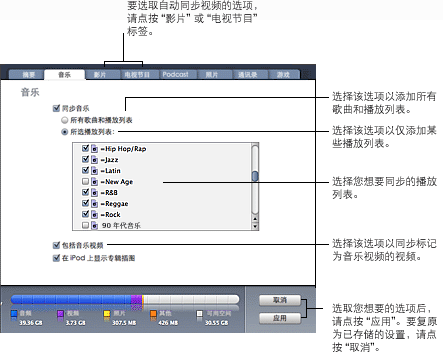 要选取自动同步视频的选项，
请点按“影片”或“电视节目”
标签。
摘要 音乐 影片 电视节目 Podcast 照片 通讯录 游戏
音乐
同步音乐
所有歌曲和播放列表
所选播放列表：
=Hip Hop/Rap
=Jazz
=Latin
=New Age
=R&B
=Reggae
=Rock
90 年代音乐
包括音乐视频
在 iPod 上显示专辑插图
选择该选项以添加所有
歌曲和播放列表。
选择该选项以仅添加某
些播放列表。
选择您想要同步的播放
列表。
选择该选项以同步标记
为音乐视频的视频。
音频 视频 照片 其他 可用空间
39.36 GB 3.73 GB 307.5 MB 426 MB 30.55 GB
取消
应用
选取您想要的选项后，
请点按“应用”。要复原
为已存储的设置，请点
按“取消”。